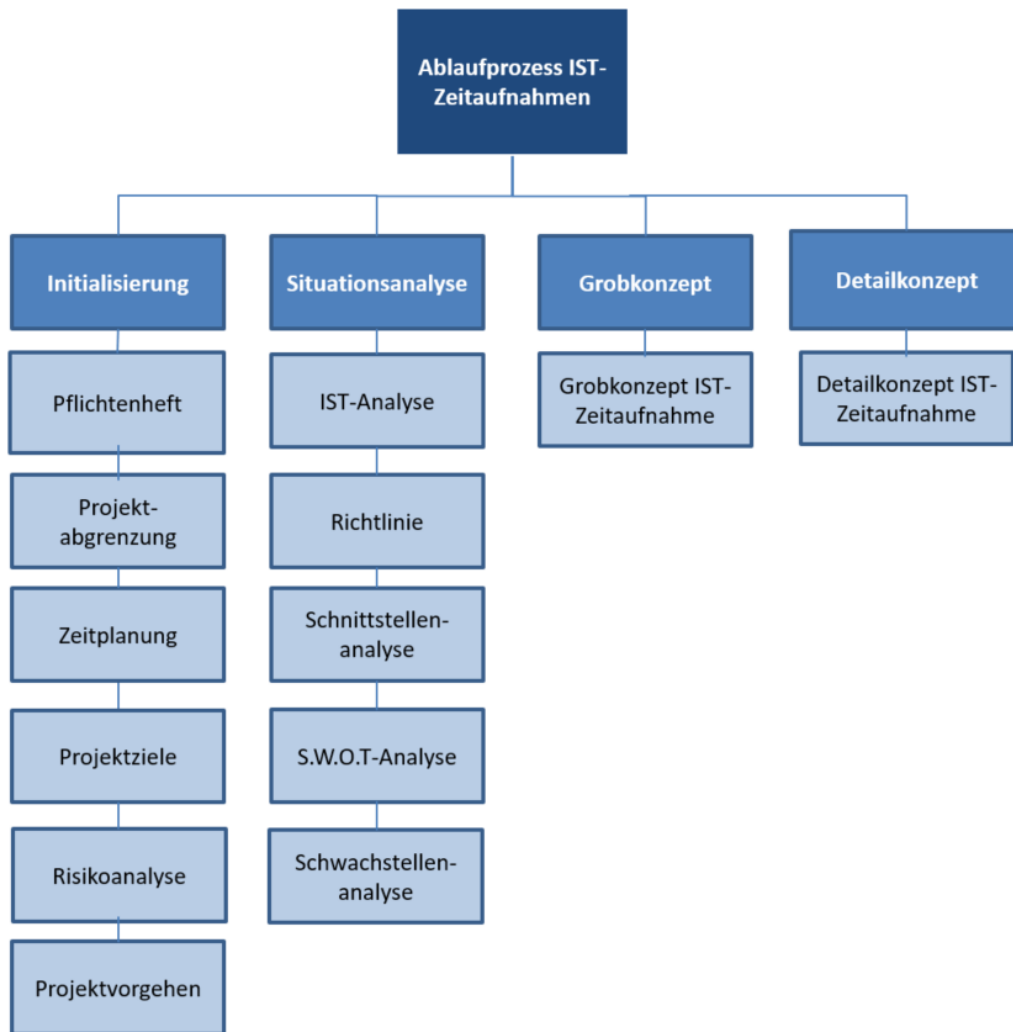 Ablaufprozess IST-
Zeitaufnahmen
Initialisierung
Situationsanalyse
Grobkonzept
Detailkonzept
Pflichtenheft
Projekt-
abgrenzung
Zeitplanung
Projektziele
Risikoanalyse
Projektvorgehen
IST-Analyse
Richtlinie
Schnittstellen-
analyse
S.W.O.T-Analyse
Schwachstellen-
analyse
Grobkonzept IST-
Zeitaufnahme
Detailkonzept IST-
Zeitaufnahme